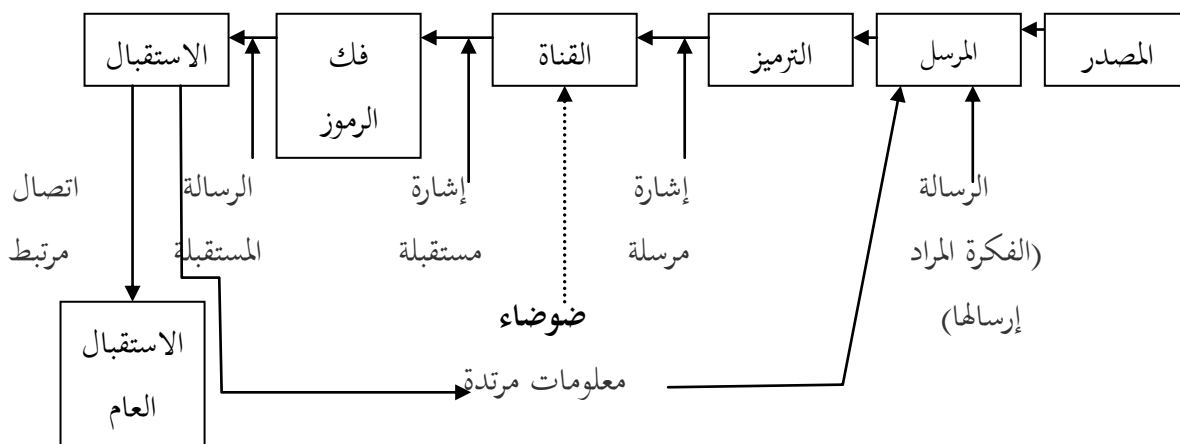 المصدر
المرسل
الترميز
القناة
فك
الرموز
الاستقبال
الرسالة
(الفكرة المراد
إرسالها)
إشارة
مرسلة
إشارة
مستقبلة
الرسالة
المستقبلة
اتصال
مرتبط
ضوضاء
معلومات مرتدة
الاستقبال
العام